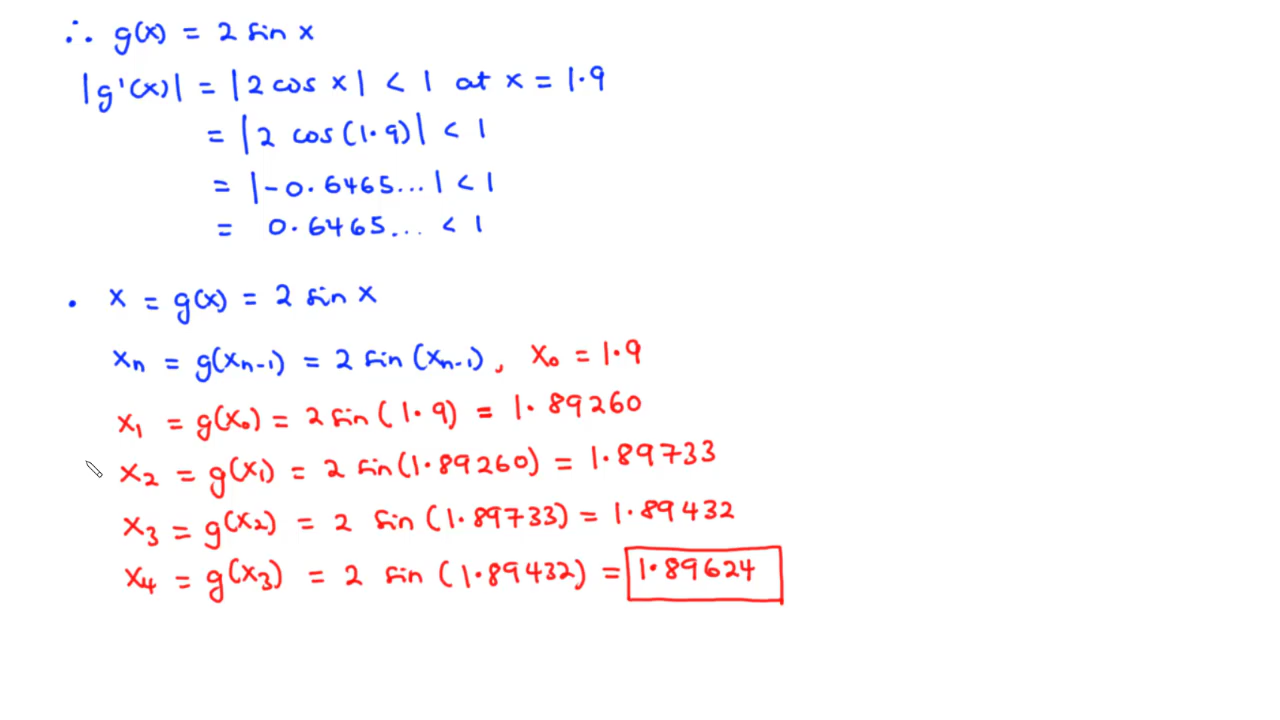 ∴ g(x) = 2 sin x
|g'(x)| = |2 cos x| < 1 at x = 1.9
= |2 cos(1.9)| < 1
= |-0.6465...| < 1
= 0.6465... < 1
• x = g(x) = 2 sin x
xₙ = g(xₙ₋₁) = 2 sin(xₙ₋₁), x₀ = 1.9
x₁ = g(x₀) = 2 sin(1.9) = 1.89260
x₂ = g(x₁) = 2 sin(1.89260) = 1.89733
x₃ = g(x₂) = 2 sin(1.89733) = 1.89432
x₄ = g(x₃) = 2 sin(1.89432) = 1.89624